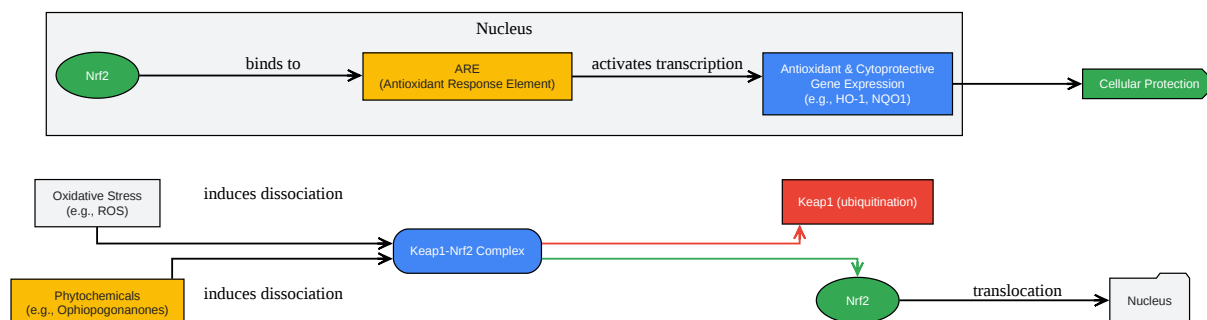 Nucleus
Nrf2
binds to
ARE
(Antioxidant Response Element)
activates transcription
Antioxidant & Cytoprotective
Gene Expression
(e.g., HO-1, NQO1)
Cellular Protection
Oxidative Stress
(e.g., ROS)
induces dissociation
Keap1 (ubiquitination)
Keap1-Nrf2 Complex
Phytochemicals
(e.g., Ophiopogonanones)
induces dissociation
Nrf2
translocation
Nucleus